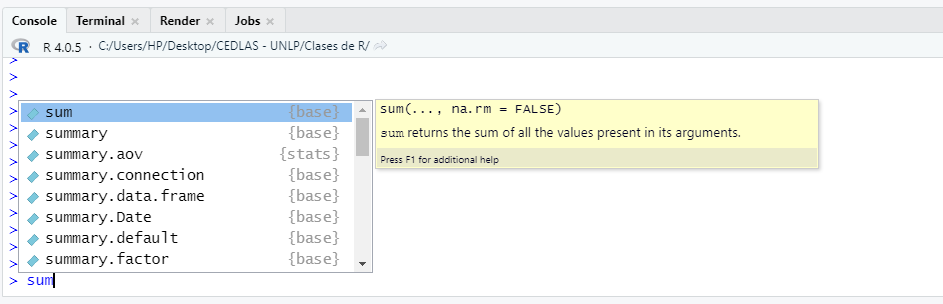 Console Terminal × Render × Jobs ×
R R 4.0.5 · C:/Users/HP/Desktop/CEDLAS - UNLP/Clases de R/
>
>
>
> sum {base}
> summary {base}
> summary.aov {stats}
> summary.connection {base}
> summary.data.frame {base}
> summary.Date {base}
> summary.default {base}
> summary.factor {base}
sum(..., na.rm = FALSE)
sum returns the sum of all the values present in its arguments.
Press F1 for additional help
>
>
> sum